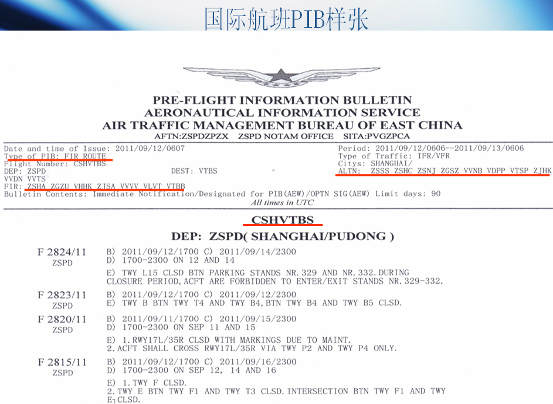 国际航班PIB样张
PRE-FLIGHT INFORMATION BULLETIN
AERONAUTICAL INFORMATION SERVICE
AIR TRAFFIC MANAGEMENT BUREAU OF EAST CHINA
AFTN:ZSPDZPZX ZSPD NOTAM OFFICE SITA:PVGZPCA
Date and time of Issue: 2011/09/12/0607 Period: 2011/09/12/0606--2011/09/13/0606
Type of PIB: FIR ROUTE Type of Traffic: IFR/VFR
Flight Number: CSHVTBS Citys: SHANGHAI/
DEP: ZSPD DEST: VTBS ALTN: ZSSS ZSHC ZSNJ ZGSZ VVNB VDPP VTSP ZJHK
VVDN VVTS
FIR: ZSHA ZGZU VHHK ZJSA VVVV VLVT VTBB
Bulletin Contents: Immediate Notification/Designated for PIB(AEW)/OPTN SIG(AEW) Limit days: 90
All times in UTC
CSHVTBS
DEP: ZSPD( SHANGHAI/PUDONG )
F 2824/11 B) 2011/09/12/1700 C) 2011/09/14/2300
ZSPD D) 1700-2300 ON 12 AND 14
E) TWY L15 CLSD BTN PARKING STANDS NR.329 AND NR.332.DURING
CLOSURE PERIOD,ACFT ARE FORBIDDEN TO ENTER/EXIT STANDS NR.329-332.
F 2823/11 B) 2011/09/12/1700 C) 2011/09/12/2300
ZSPD E) TWY B BTN TWY T4 AND TWY B4,BTN TWY B4 AND TWY B5 CLSD.
F 2820/11 B) 2011/09/11/1700 C) 2011/09/15/2300
ZSPD D) 1700-2300 ON SEP 11 AND 15
E) 1.RWY17L/35R CLSD WITH MARKINGS DUE TO MAINT.
2.ACFT SHALL CROSS RWY17L/35R VIA TWY P2 AND TWY P4 ONLY.
F 2815/11 B) 2011/09/12/1700 C) 2011/09/16/2300
ZSPD D) 1700-2300 ON SEP 12, 14 AND 16
E) 1.TWY F CLSD.
2.TWY E BTN TWY F1 AND TWY T3 CLSD.INTERSECTION BTN TWY F1 AND TWY
E1CLSD.